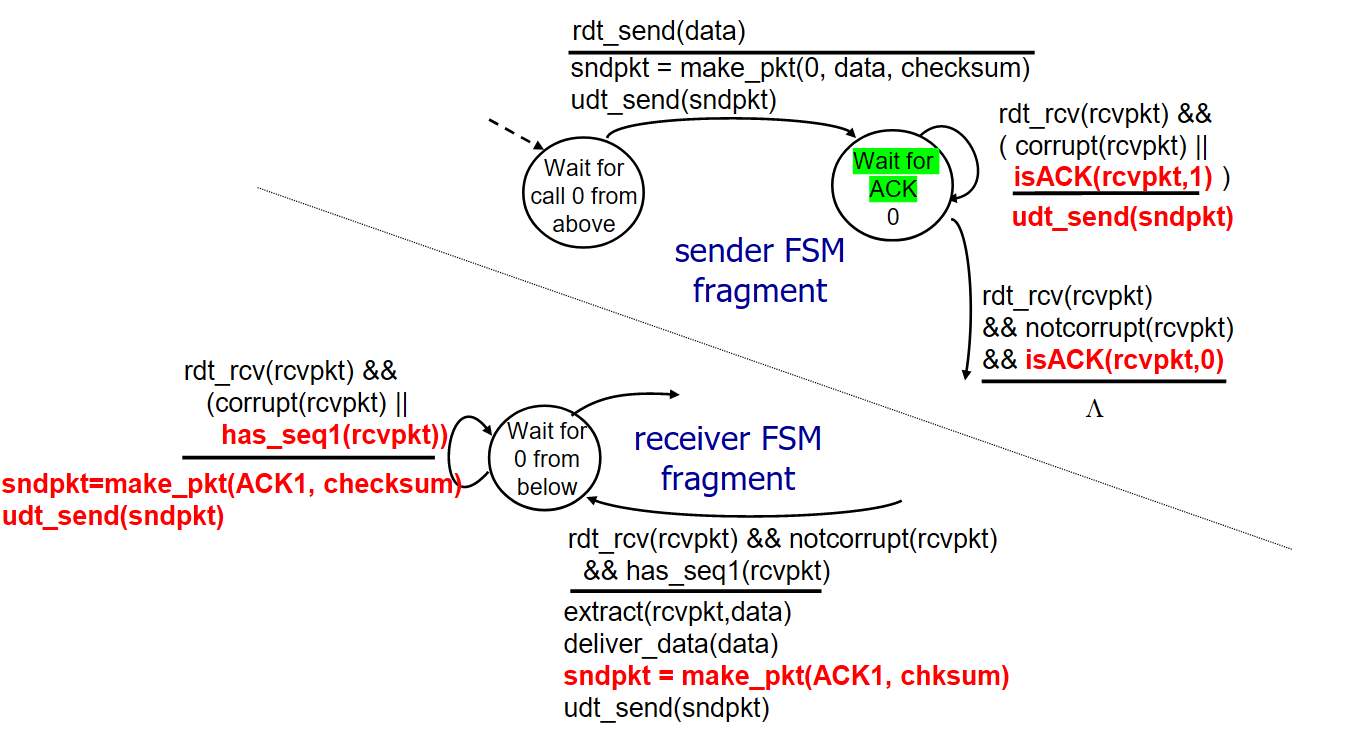 rdt_send(data)
sndpkt = make_pkt(0, data, checksum)
udt_send(sndpkt)
Wait for
call 0 from
above
Wait for
ACK
0
rdt_rcv(rcvpkt) &&
( corrupt(rcvpkt) ||
isACK(rcvpkt,1) )
udt_send(sndpkt)
sender FSM
fragment
rdt_rcv(rcvpkt)
&& notcorrupt(rcvpkt)
&& isACK(rcvpkt,0)
Λ
rdt_rcv(rcvpkt) &&
(corrupt(rcvpkt) ||
has_seq1(rcvpkt))
sndpkt=make_pkt(ACK1, checksum)
udt_send(sndpkt)
Wait for
0 from
below
receiver FSM
fragment
rdt_rcv(rcvpkt) && notcorrupt(rcvpkt)
&& has_seq1(rcvpkt)
extract(rcvpkt,data)
deliver_data(data)
sndpkt = make_pkt(ACK1, chksum)
udt_send(sndpkt)